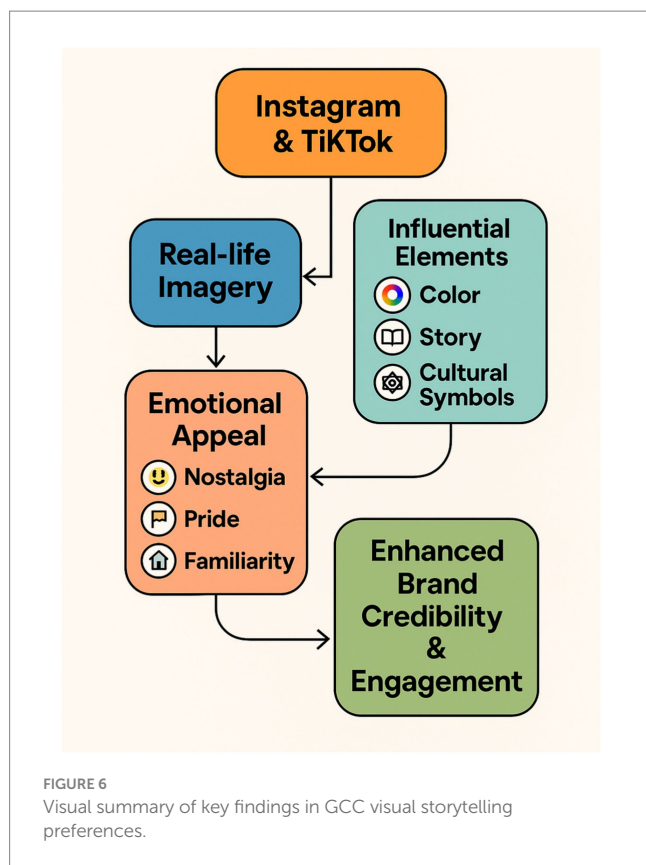 Instagram
& TiKTok
Real-life
Imagery
Influential
Elements
Color
Story
Cultural
Symbols
Emotional
Appeal
Nostalgia
Pride
Familiarity
Enhanced
Brand
Credibility
&
Engagement
FIGURE 6
Visual summary of key findings in GCC visual storytelling
preferences.